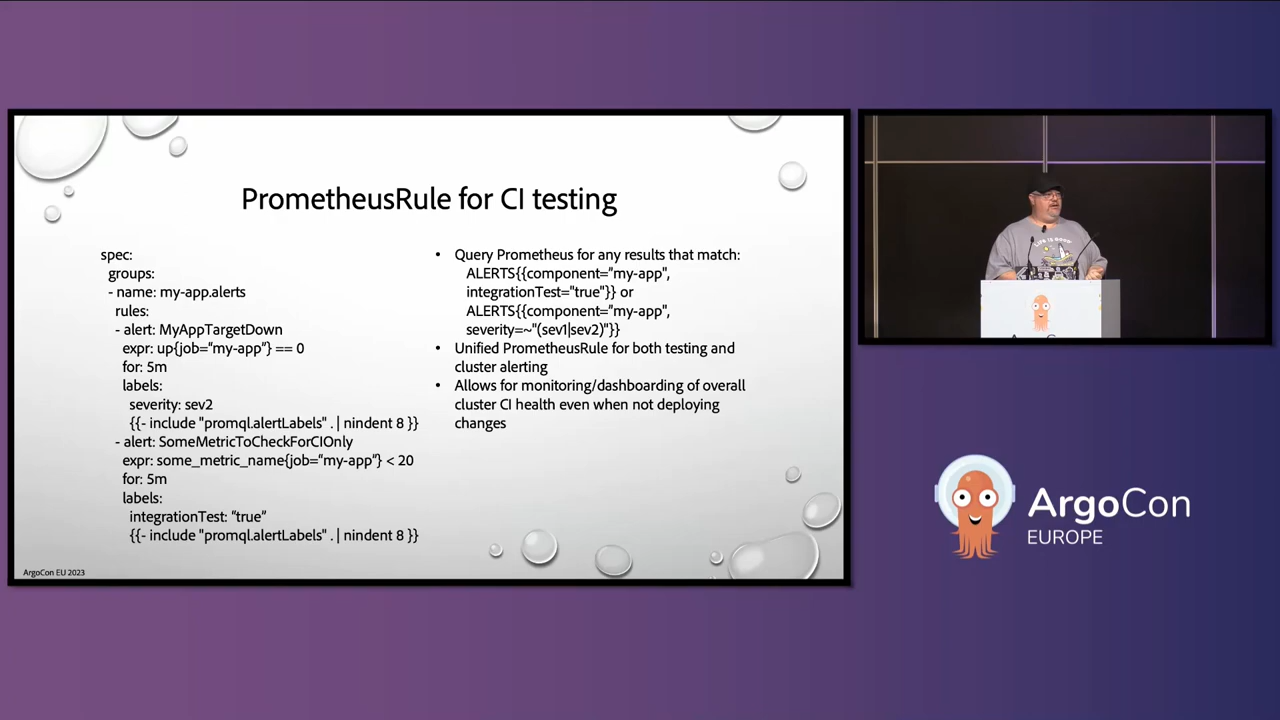 PrometheusRule for CI testing
spec:
groups:
- name: my-app.alerts
rules:
- alert: MyAppTargetDown
expr: up{job=“my-app”} == 0
for: 5m
labels:
severity: sev2
{{- include "promql.alertLabels" . | nindent 8 }}
- alert: SomeMetricToCheckForCIOnly
expr: some_metric_name{job=“my-app”} < 20
for: 5m
labels:
integrationTest: “true”
{{- include "promql.alertLabels" . | nindent 8 }}
• Query Prometheus for any results that match:
ALERTS{{component=”my-app”,
integrationTest="true"}} or
ALERTS{{component=”my-app”,
severity=~"(sev1|sev2)"}}
• Unified PrometheusRule for both testing and
cluster alerting
• Allows for monitoring/dashboarding of overall
cluster CI health even when not deploying
changes
ArgoCon EU 2023
LIFE IS GOOD
ArgoCon
EUROPE